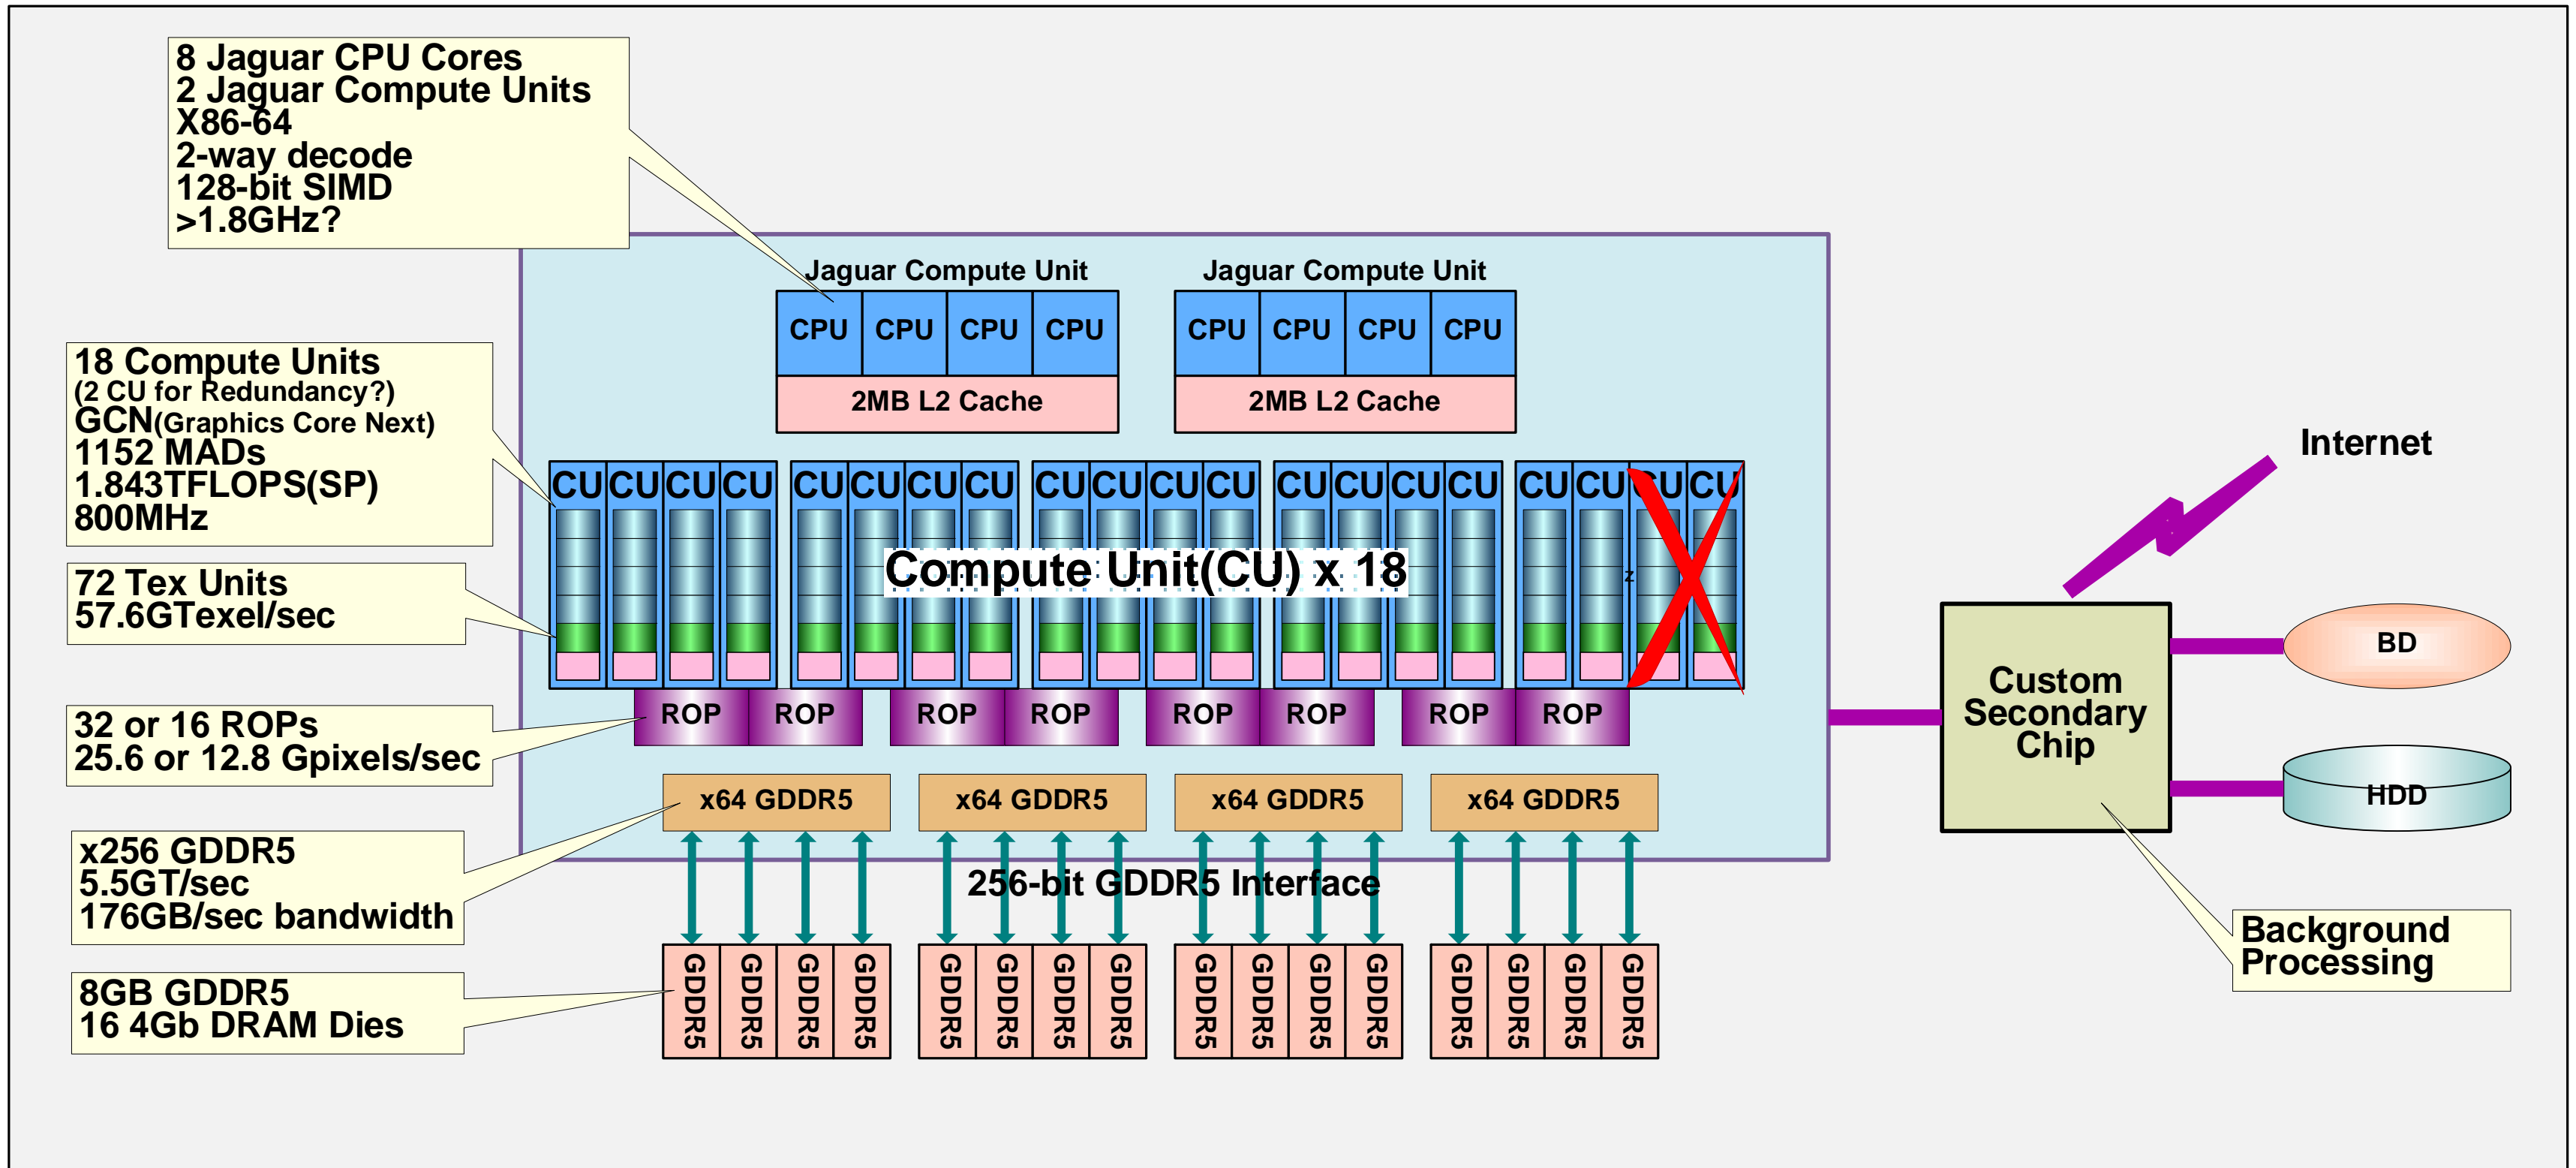 8 Jaguar CPU Cores
2 Jaguar Compute Units
X86-64
2-way decode
128-bit SIMD
>1.8GHz?
Jaguar Compute Unit
Jaguar Compute Unit
CPU CPU CPU CPU
CPU CPU CPU CPU
2MB L2 Cache
2MB L2 Cache
18 Compute Units
(2 CU for Redundancy?)
GCN(Graphics Core Next)
1152 MADs
1.843TFLOPS(SP)
800MHz
CU CU CU CU CU CU CU CU CU CU CU CU CU CU CU CU CU CU CU CU
Compute Unit(CU) x 18
z
72 Tex Units
57.6GTexel/sec
32 or 16 ROPs
25.6 or 12.8 Gpixels/sec
ROP ROP ROP ROP ROP ROP ROP ROP
x64 GDDR5 x64 GDDR5 x64 GDDR5 x64 GDDR5
x256 GDDR5
5.5GT/sec
176GB/sec bandwidth
256-bit GDDR5 Interface
8GB GDDR5
16 4Gb DRAM Dies
GDDR5 GDDR5 GDDR5 GDDR5
GDDR5 GDDR5 GDDR5 GDDR5
GDDR5 GDDR5 GDDR5 GDDR5
GDDR5 GDDR5 GDDR5 GDDR5
Internet
Custom
Secondary
Chip
BD
HDD
Background
Processing